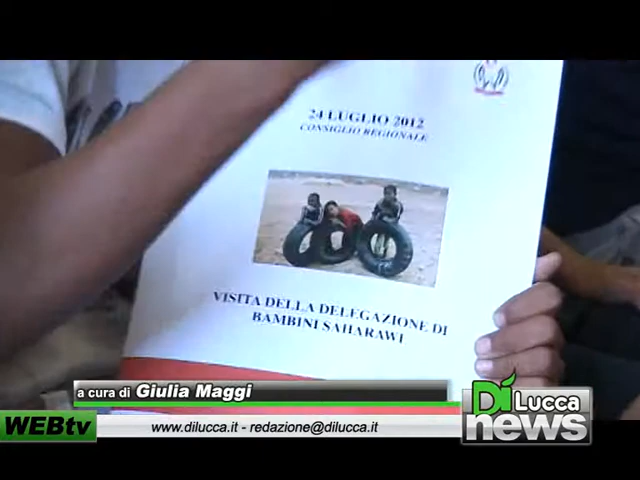 24 LUGLIO 2012
CONSIGLIO REGIONALE
VISITA DELLA DELEGAZIONE DI
BAMBINI SAHARAWI
a cura di Giulia Maggi
WEBtv
www.dilucca.it - redazione@dilucca.it
Dì Lucca
news